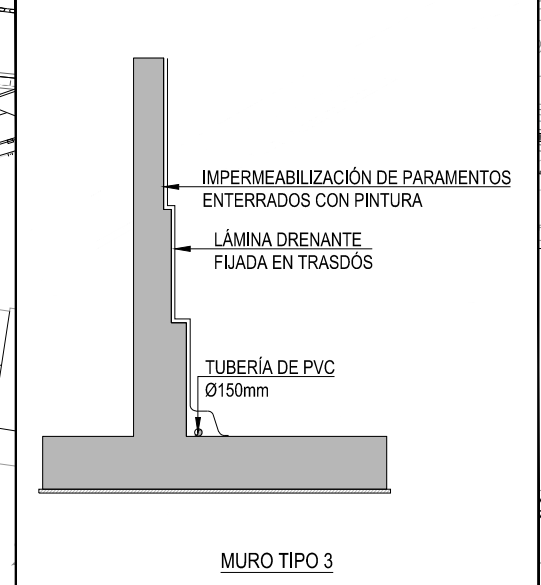 IMPERMEABILIZACIÓN DE PARAMENTOS
ENTERRADOS CON PINTURA
LÁMINA DRENANTE
FIJADA EN TRASDÓS
TUBERÍA DE PVC
Ø150mm
MURO TIPO 3